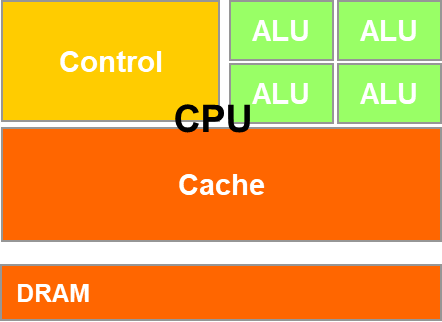 Control
ALU ALU
ALU ALU
CPU
Cache
DRAM